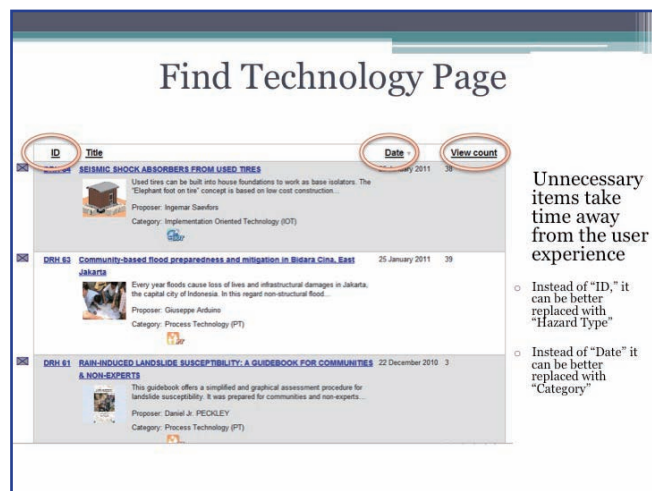 Find Technology Page
ID Title Date View count
SEISMIC SHOCK ABSORBERS FROM USED TIRES 2011 38
Used tires can be built into house foundations to work as base isolators. The
"Elephant foot on tire" concept is based on low cost construction...
Proposer: Ingemar Saevfors
Category: Implementation Oriented Technology (IOT)
DRH 63 Community-based flood preparedness and mitigation in Bidara Cina, East 25 January 2011 39
Jakarta
Every year floods cause loss of lives and infrastructural damages in Jakarta,
the capital city of Indonesia. In this regard non-structural flood...
Proposer: Giuseppe Arduino
Category: Process Technology (PT)
DRH 61 RAIN-INDUCED LANDSLIDE SUSCEPTIBILITY: A GUIDEBOOK FOR COMMUNITIES 22 December 2010 3
& NON-EXPERTS
This guidebook offers a simplified and graphical assessment procedure for
landslide susceptibility. It was prepared for communities and non-experts...
Proposer: Daniel Jr. PECKLEY
Category: Process Technology (PT)
Unnecessary
items take
time away
from the user
experience
Instead of "ID," it
can be better
replaced with
"Hazard Type"
Instead of "Date" it
can be better
replaced with
"Category"